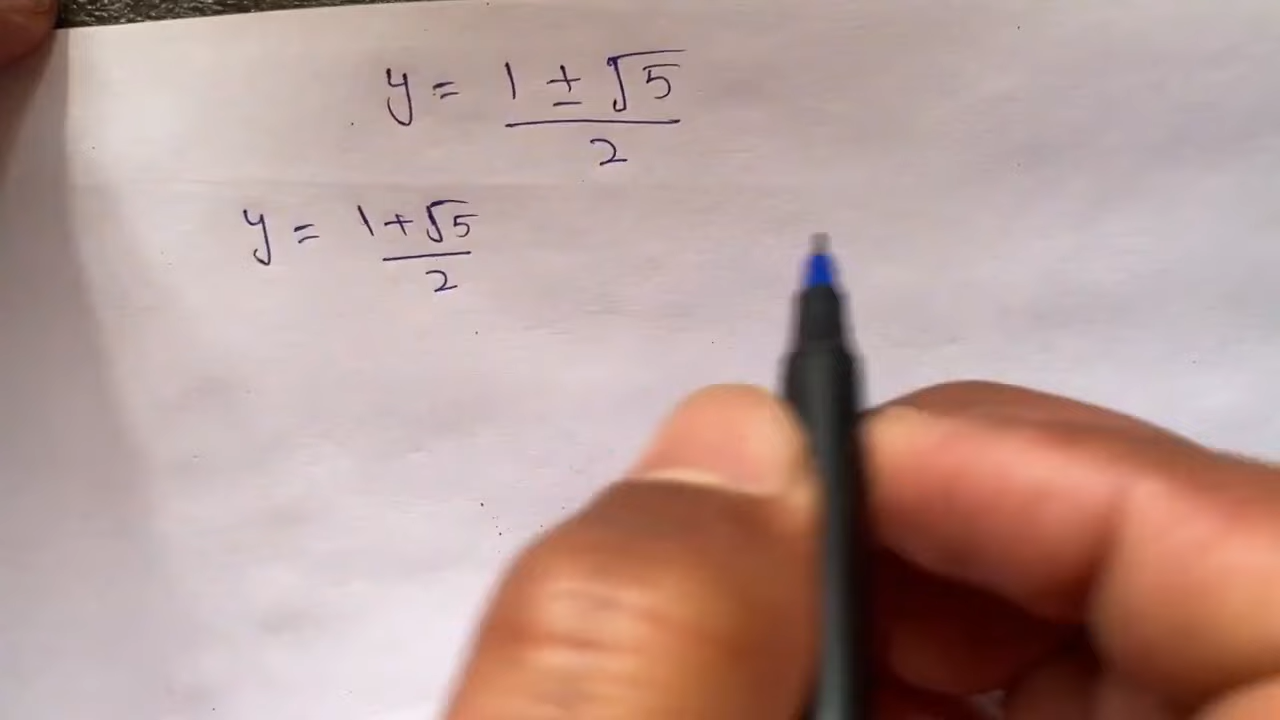 y = 1 ± √5 / 2
y = 1 + √5 / 2